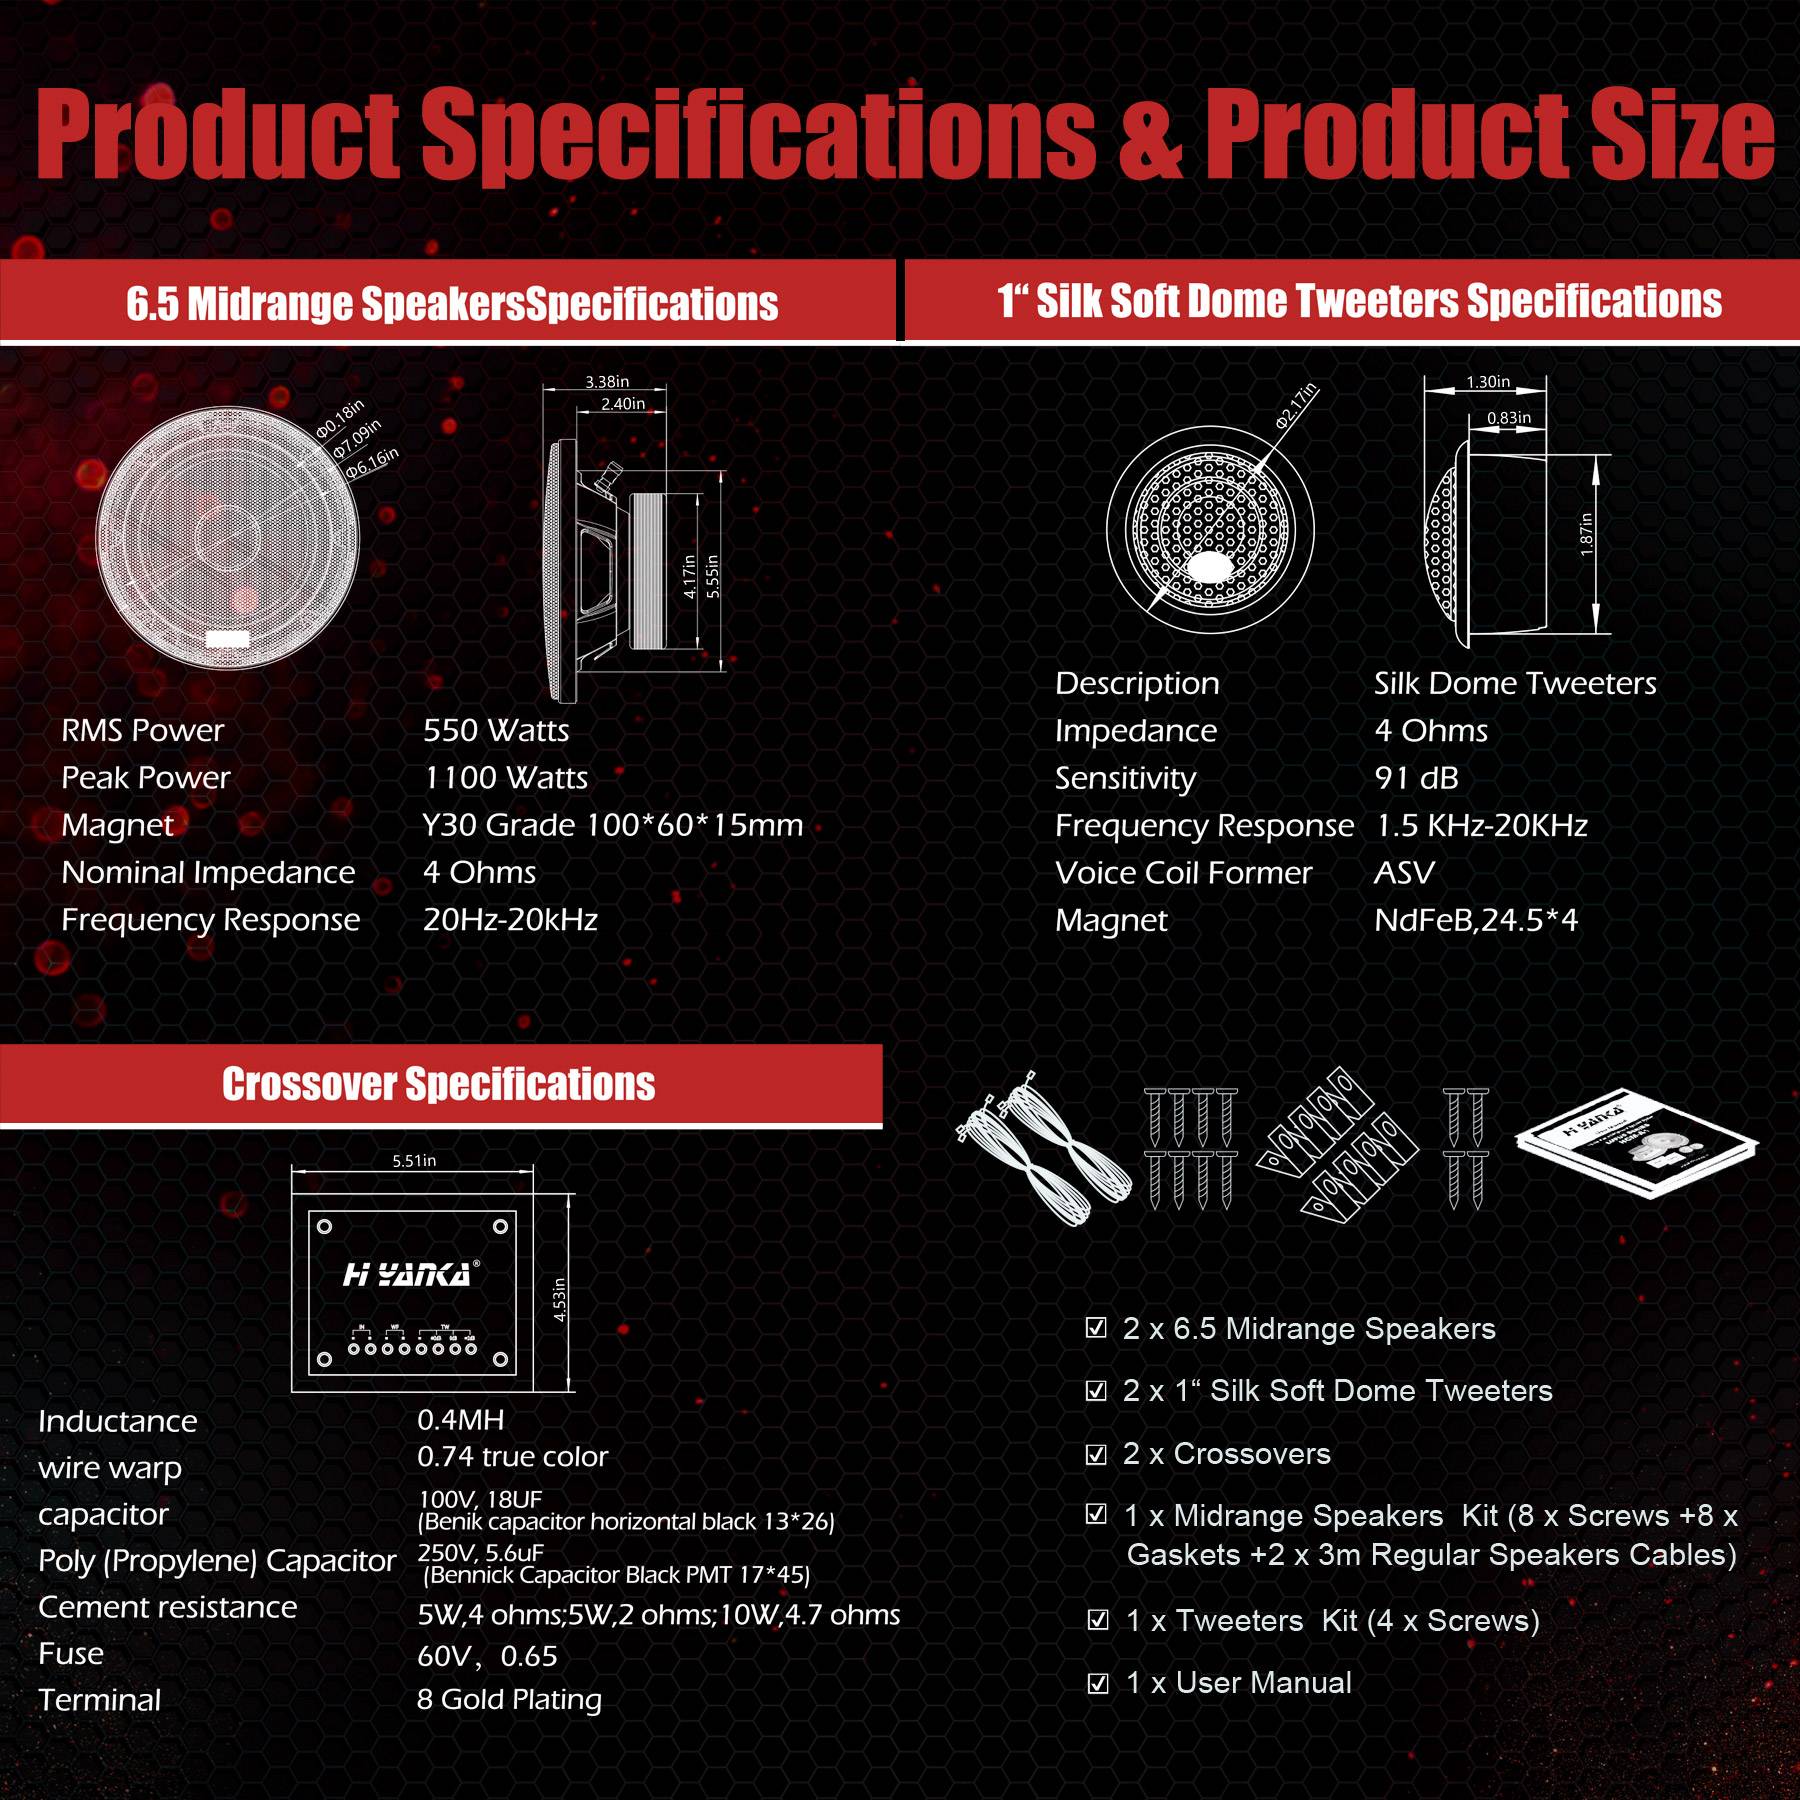 Product Specifications & Product Size
6.5 Midrange SpeakersSpecifications
1“ Silk Soft Dome Tweeters Specifications
Φ0.18in
Φ7.09in
Φ6.16in
3.38in
2.40in
4.17in
5.55in
Φ2.17in
1.30in
0.83in
1.87in
RMS Power 550 Watts
Peak Power 1100 Watts
Magnet Y30 Grade 100*60*15mm
Nominal Impedance 4 Ohms
Frequency Response 20Hz-20kHz
Description Silk Dome Tweeters
Impedance 4 Ohms
Sensitivity 91 dB
Frequency Response 1.5 KHz-20KHz
Voice Coil Former ASV
Magnet NdFeB,24.5*4
Crossover Specifications
5.51in
4.53in
H YANKA®
IN WF TW
Inductance 0.4MH
wire warp 0.74 true color
capacitor 100V, 18UF
(Benik capacitor horizontal black 13*26)
Poly (Propylene) Capacitor 250V, 5.6uF
(Bennick Capacitor Black PMT 17*45)
Cement resistance 5W,4 ohms;5W,2 ohms;10W,4.7 ohms
Fuse 60V，0.65
Terminal 8 Gold Plating
H YANKA
2 x 6.5 Midrange Speakers
2 x 1“ Silk Soft Dome Tweeters
2 x Crossovers
1 x Midrange Speakers Kit (8 x Screws +8 x
Gaskets +2 x 3m Regular Speakers Cables)
1 x Tweeters Kit (4 x Screws)
1 x User Manual